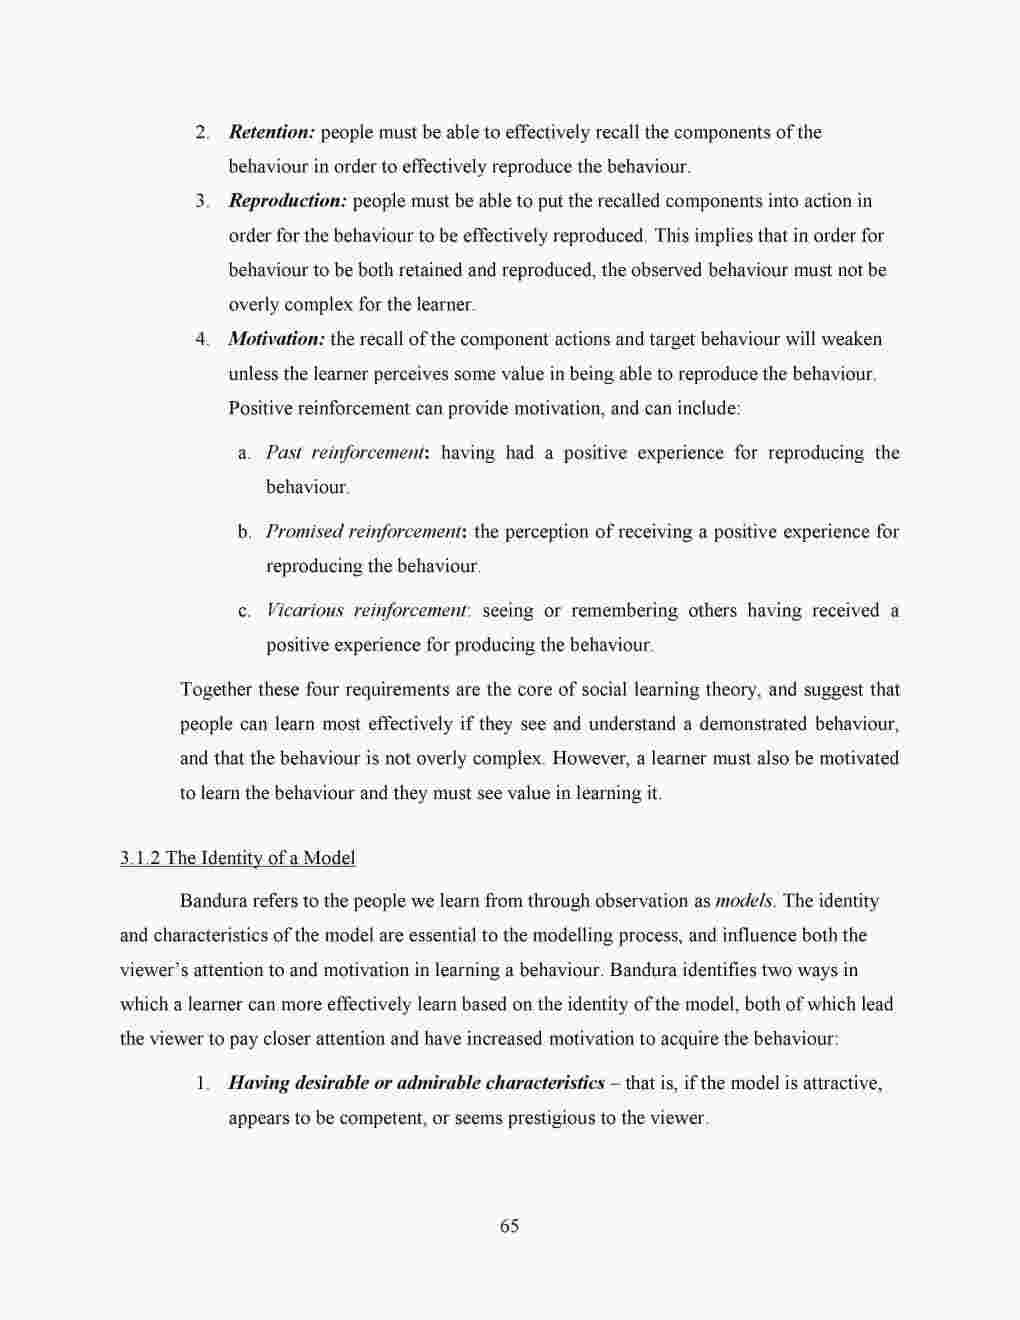 2. Retention: people must be able to effectively recall the components of the
behaviour in order to effectively reproduce the behaviour.
3. Reproduction: people must be able to put the recalled components into action in
order for the behaviour to be effectively reproduced. This implies that in order for
behaviour to be both retained and reproduced, the observed behaviour must not be
overly complex for the learner.
4. Motivation: the recall of the component actions and target behaviour will weaken
unless the learner perceives some value in being able to reproduce the behaviour.
Positive reinforcement can provide motivation, and can include:
a. Past reinforcement: having had a positive experience for reproducing the
behaviour.
b. Promised reinforcement: the perception of receiving a positive experience for
reproducing the behaviour.
c. Vicarious reinforcement: seeing or remembering others having received a
positive experience for producing the behaviour.
Together these four requirements are the core of social learning theory, and suggest that
people can learn most effectively if they see and understand a demonstrated behaviour,
and that the behaviour is not overly complex. However, a learner must also be motivated
to learn the behaviour and they must see value in learning it.
3.1.2 The Identity of a Model
Bandura refers to the people we learn from through observation as models. The identity
and characteristics of the model are essential to the modelling process, and influence both the
viewer's attention to and motivation in learning a behaviour. Bandura identifies two ways in
which a learner can more effectively learn based on the identity of the model, both of which lead
the viewer to pay closer attention and have increased motivation to acquire the behaviour:
1. Having desirable or admirable characteristics – that is, if the model is attractive,
appears to be competent, or seems prestigious to the viewer.
65